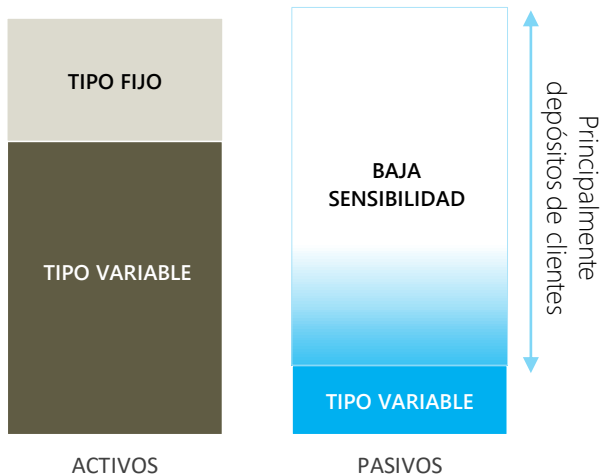 TIPO FIJO
TIPO VARIABLE
ACTIVOS
BAJA
SENSIBILIDAD
TIPO VARIABLE
PASIVOS
Principalmente
depósitos de clientes